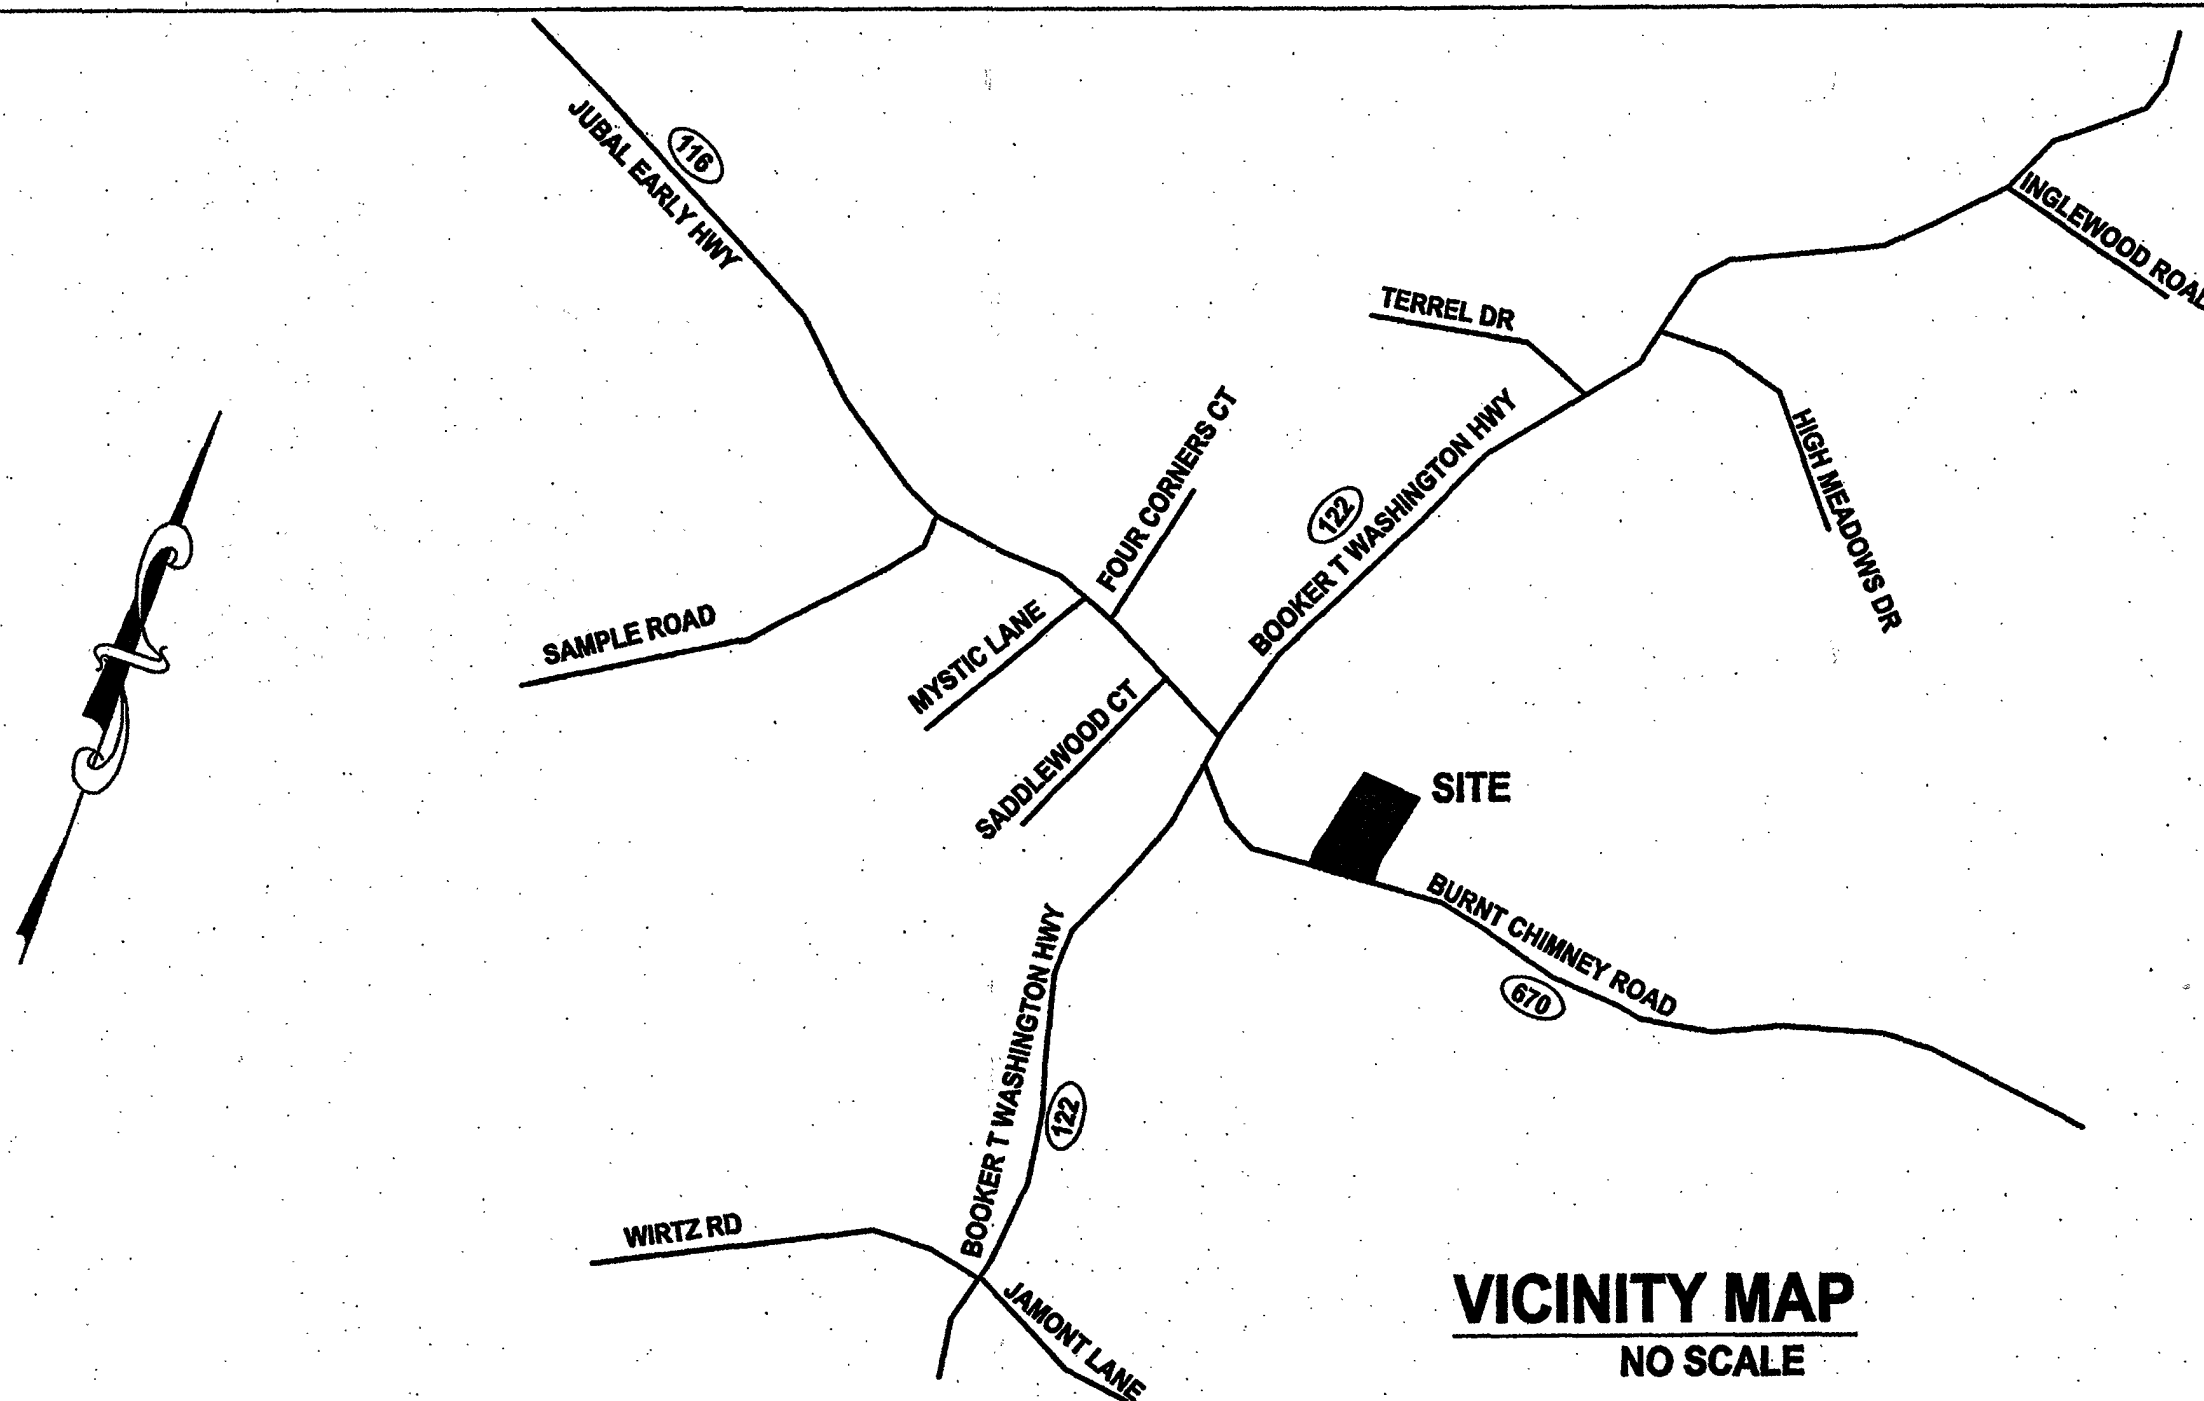 116
JUBAL EARLY HWY
INGLEWOOD ROAD
TERREL DR
HIGH MEADOWS DR
FOUR CORNERS CT
122
BOOKER T WASHINGTON HWY
SAMPLE ROAD
MYSTIC LANE
SADDLEWOOD CT
SITE
BURNT CHIMNEY ROAD
670
BOOKER T WASHINGTON HWY
122
WIRTZ RD
JAMONT LANE
VICINITY MAP
NO SCALE